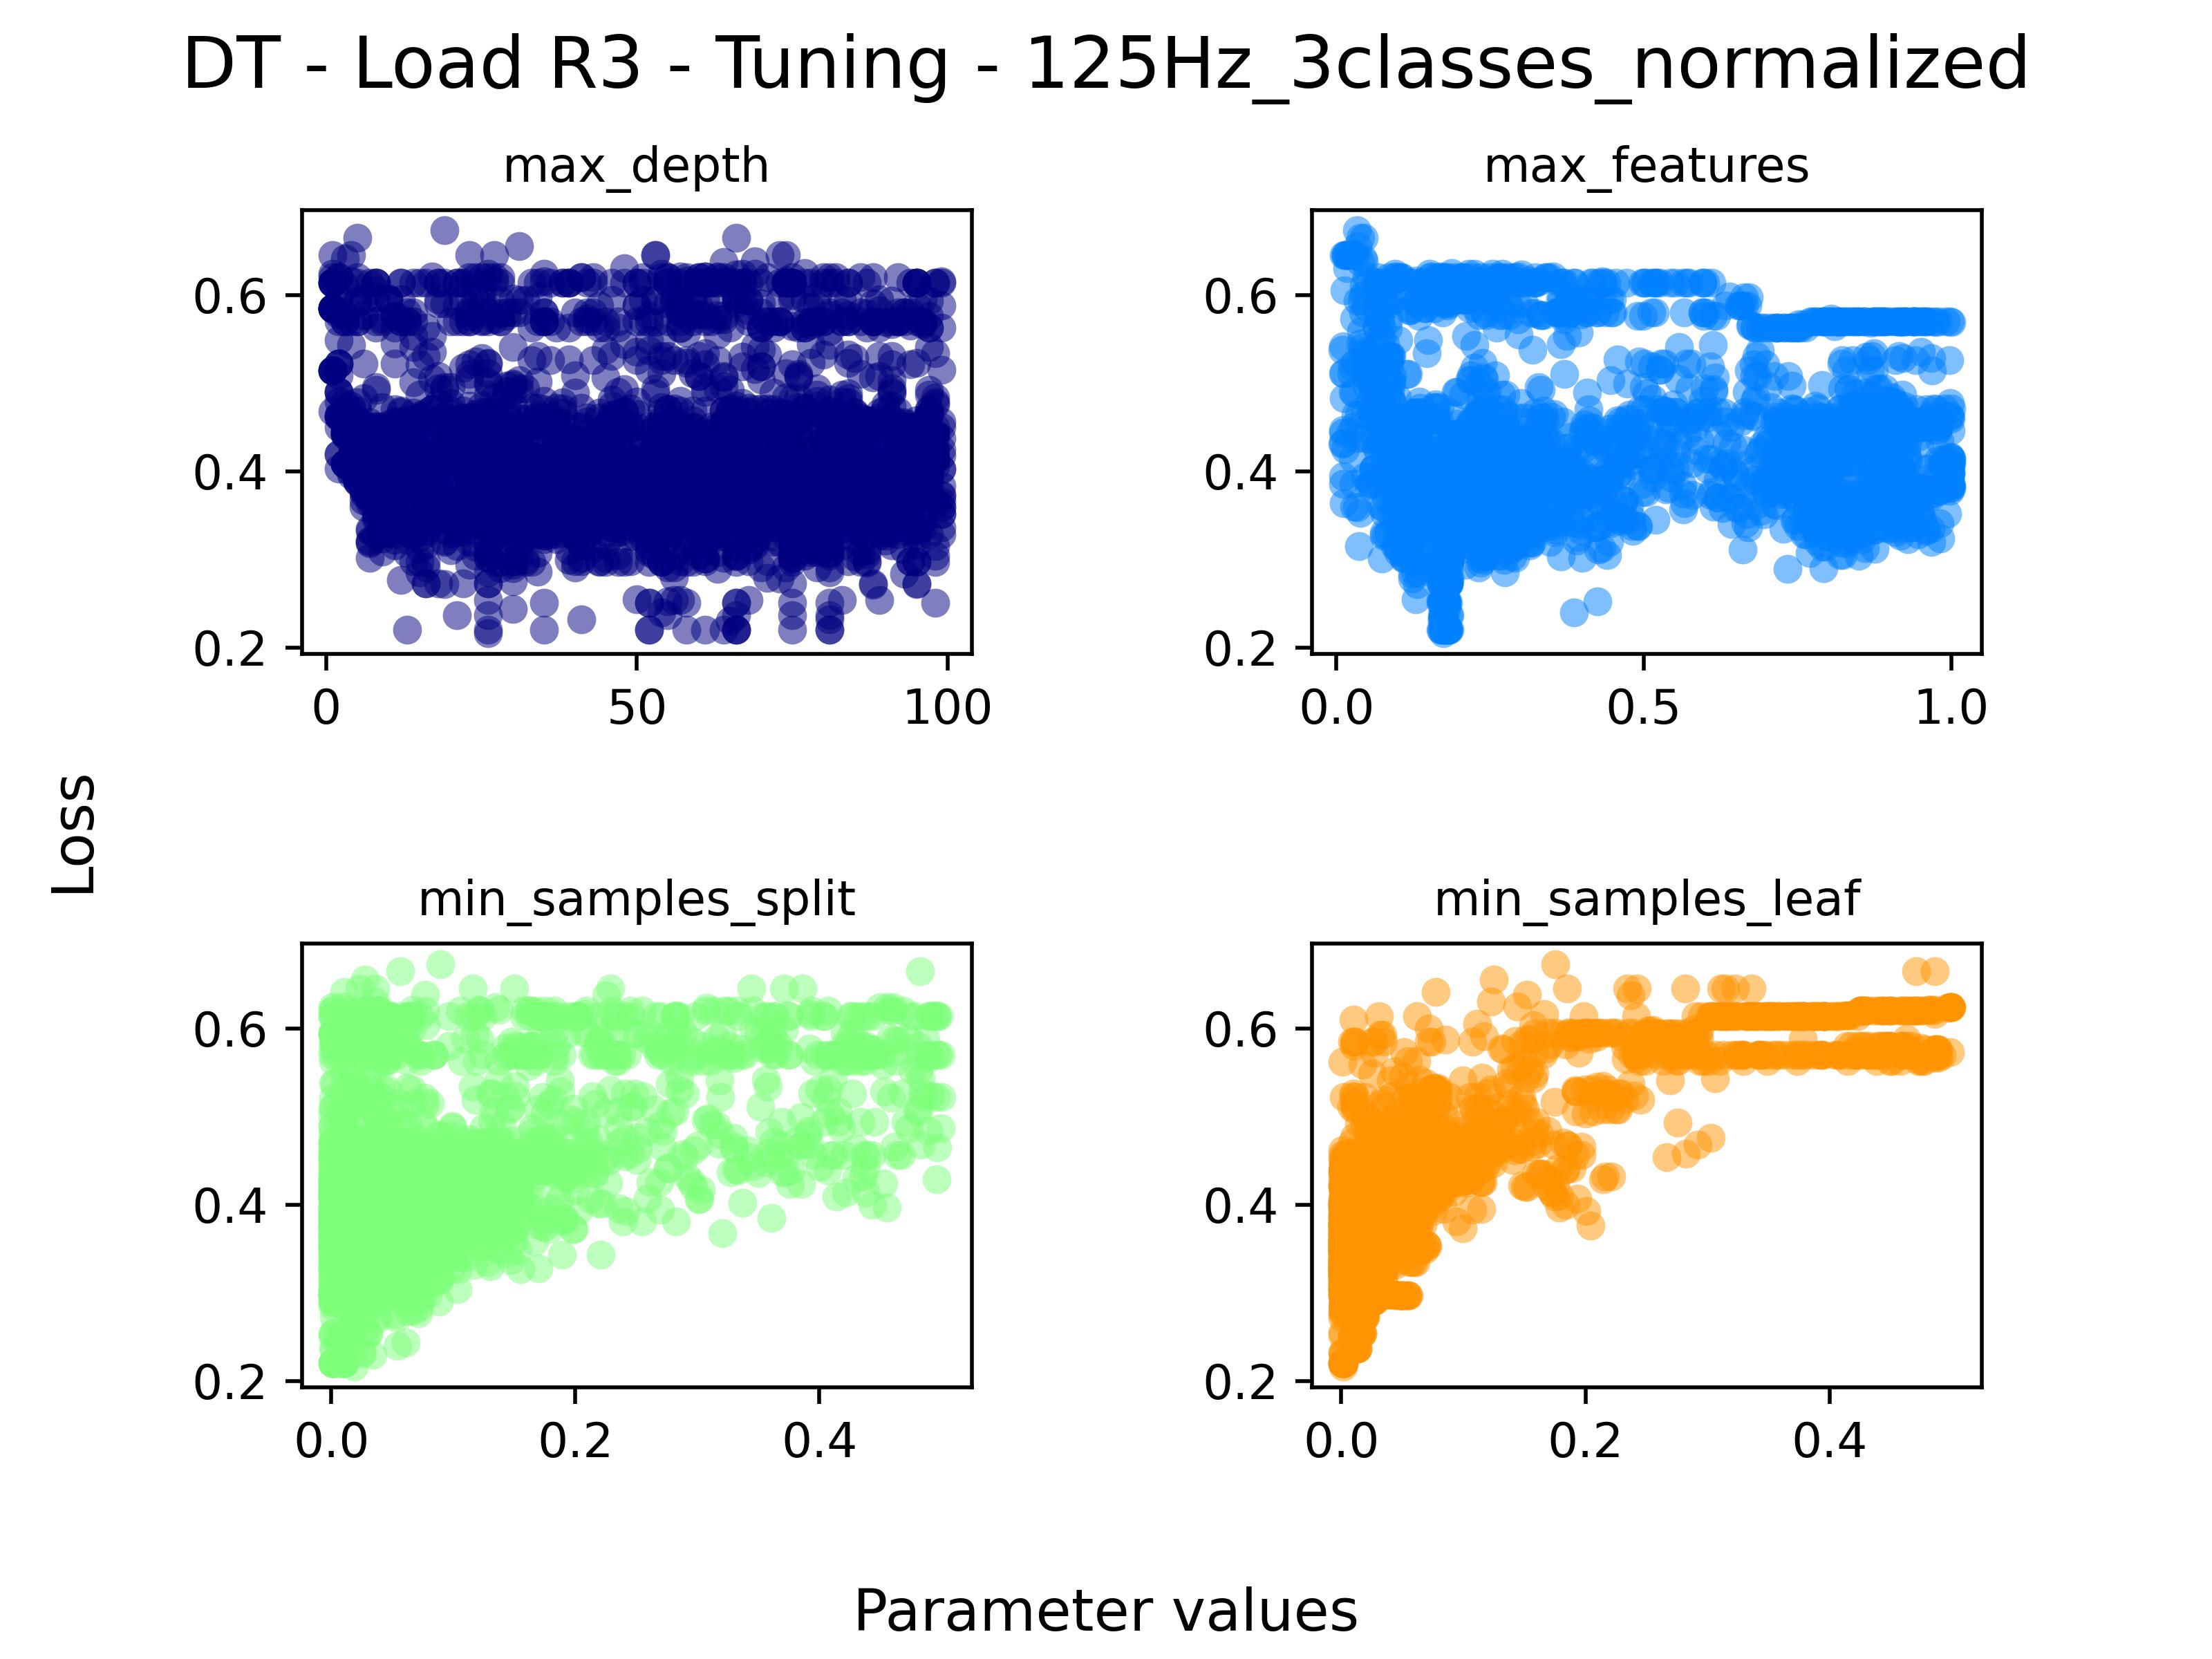 DT - Load R3 - Tuning - 125Hz_3classes_normalized
max_depth
max_features
0.6
0.4
0.2
0 50 100
0.6
0.4
0.2
0.0 0.5 1.0
Loss
min_samples_split
min_samples_leaf
0.6
0.4
0.2
0.0 0.2 0.4
0.6
0.4
0.2
0.0 0.2 0.4
Parameter values